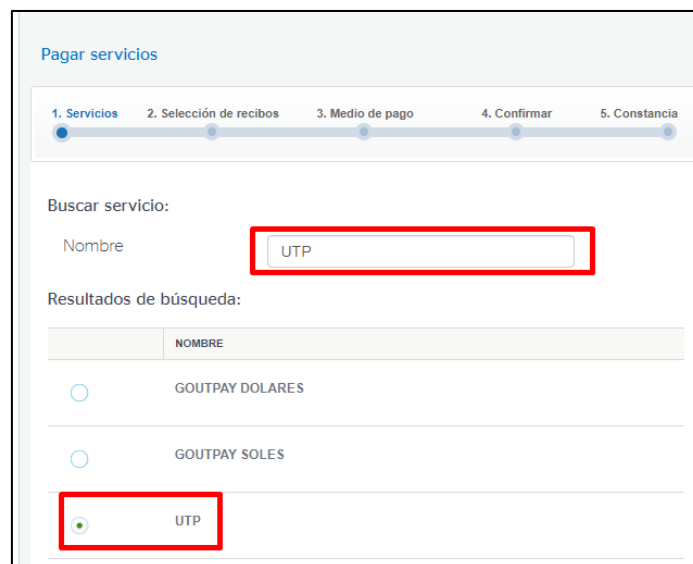 Pagar servicios
1. Servicios 2. Selección de recibos 3. Medio de pago 4. Confirmar 5. Constancia
Buscar servicio:
Nombre UTP
Resultados de búsqueda:
NOMBRE
GOUTPAY DOLARES
GOUTPAY SOLES
UTP